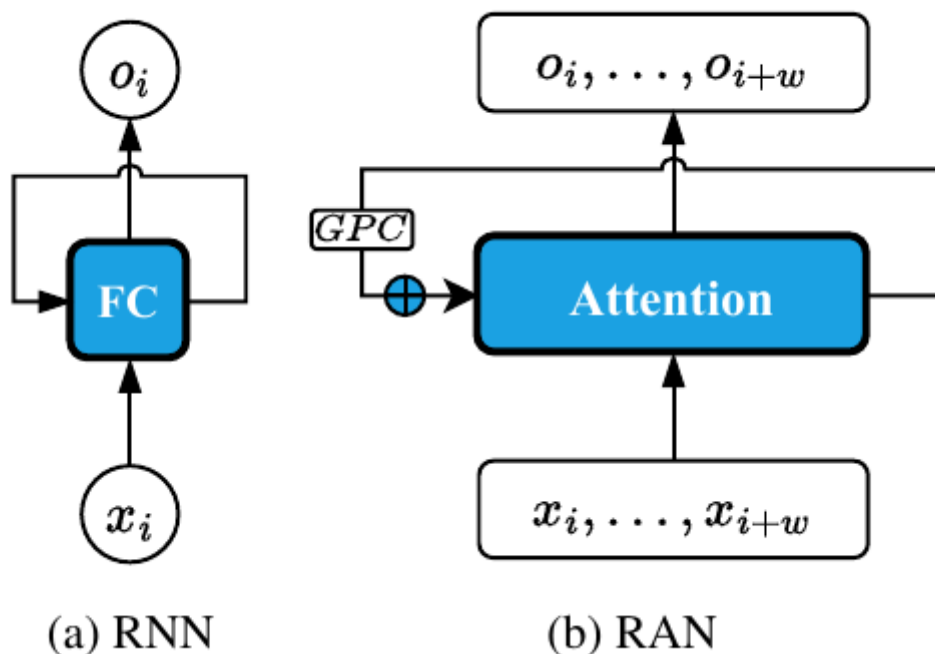 o_i
o_i, . . . , o_{i+w}
GPC
FC
Attention
x_i
x_i, . . . , x_{i+w}
(a) RNN
(b) RAN